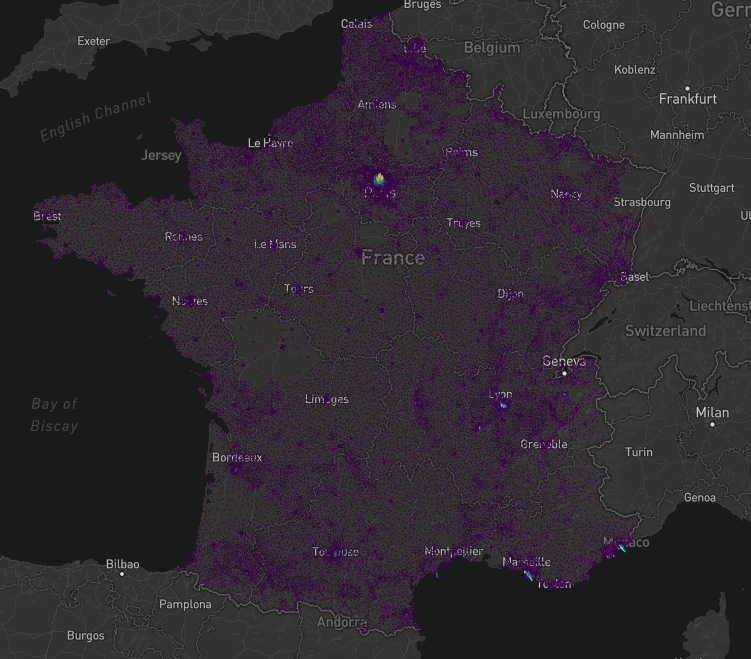 Bruges
Calais
Germ
Exeter
Cologne
Lille
Belgium
Koblenz
Frankfurt
English Channel
Amiens
Luxembourg
Mannheim
Le Havre
Jersey
Reims
Stuttgart
Paris
Nancy
Strasbourg
Ul
Brest
Rennes
Le Mans
Troyes
France
Basel
Tours
Dijon
Nantes
Liechtenst
Switzerland
Geneva
Lyon
Limoges
Bay of
Biscay
Milan
Grenoble
Turin
Bordeaux
Genoa
Monaco
Toulouse
Montpellier
Marseille
Bilbao
Toulon
Pamplona
Andorra
Burgos